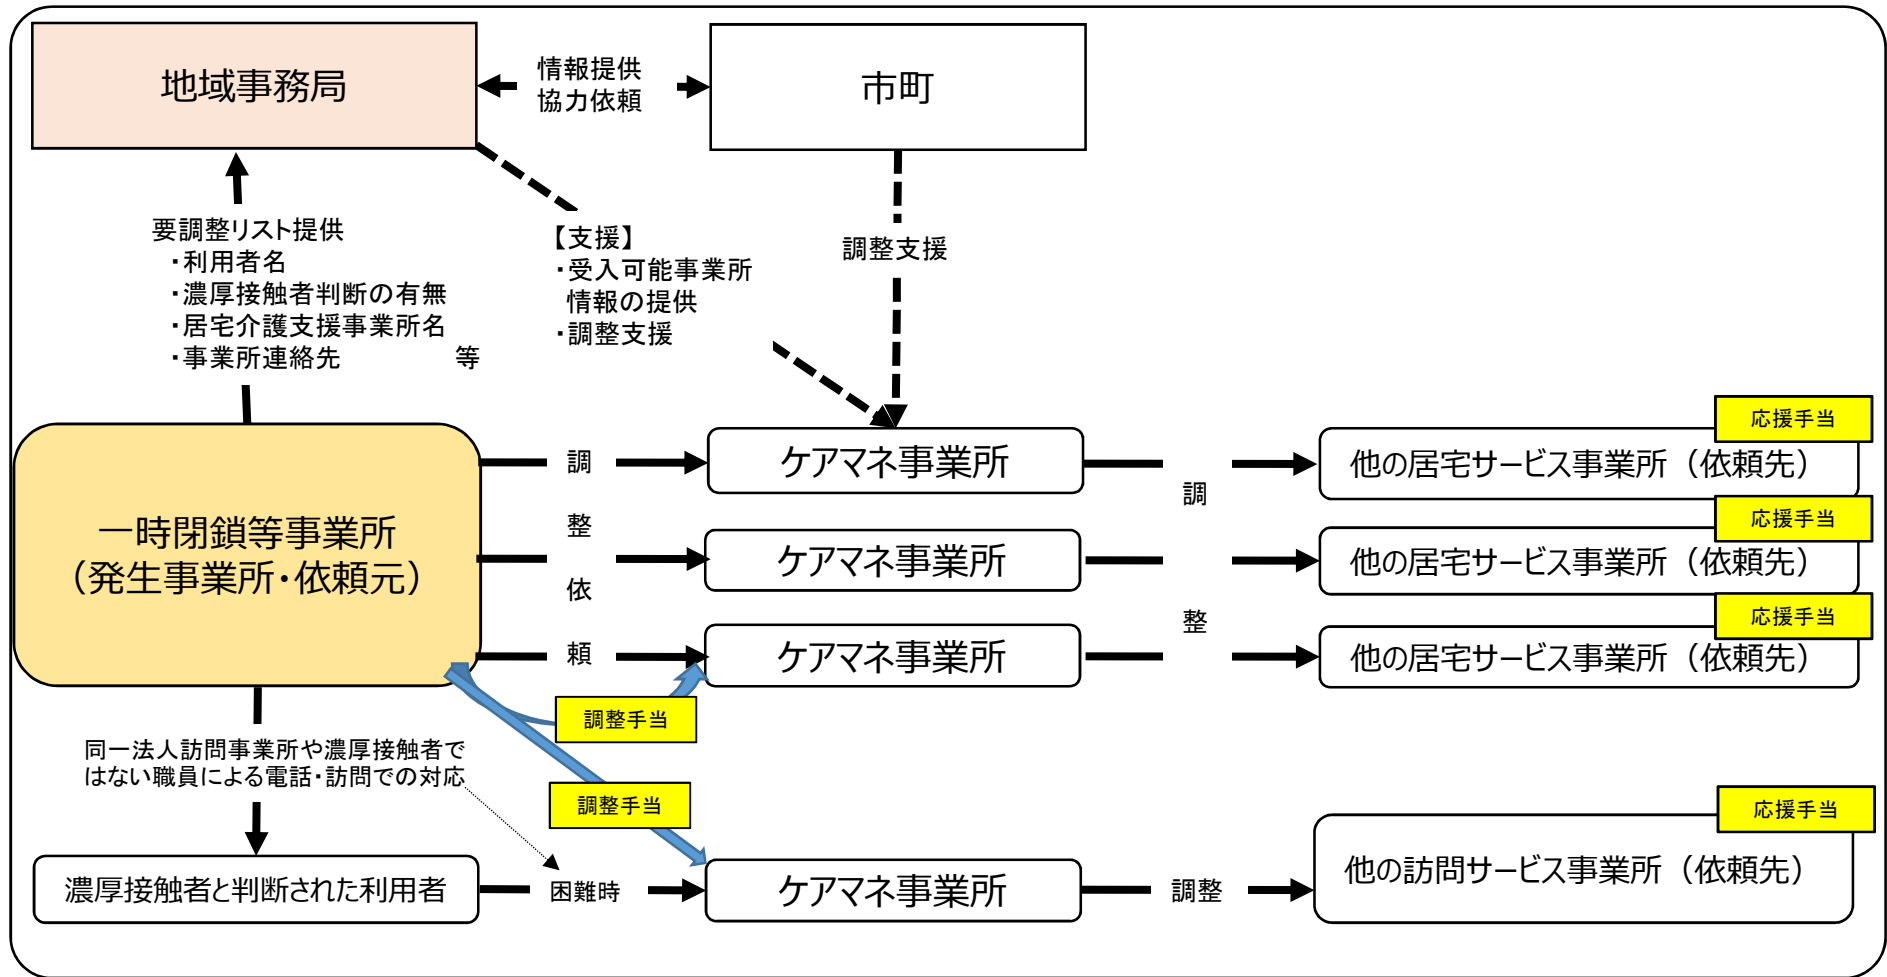 地域事務局
情報提供
協力依頼
市町
要調整リスト提供
・利用者名
・濃厚接触者判断の有無
・居宅介護支援事業所名
・事業所連絡先　　　　　等
【支援】
・受入可能事業所
情報の提供
・調整支援
調整支援
一時閉鎖等事業所
（発生事業所・依頼元）
調
整
依
頼
ケアマネ事業所
ケアマネ事業所
ケアマネ事業所
調
整
応援手当
他の居宅サービス事業所（依頼先）
応援手当
他の居宅サービス事業所（依頼先）
応援手当
他の居宅サービス事業所（依頼先）
調整手当
調整手当
同一法人訪問事業所や濃厚接触者で
はない職員による電話・訪問での対応
濃厚接触者と判断された利用者
困難時
ケアマネ事業所
調整
応援手当
他の訪問サービス事業所（依頼先）